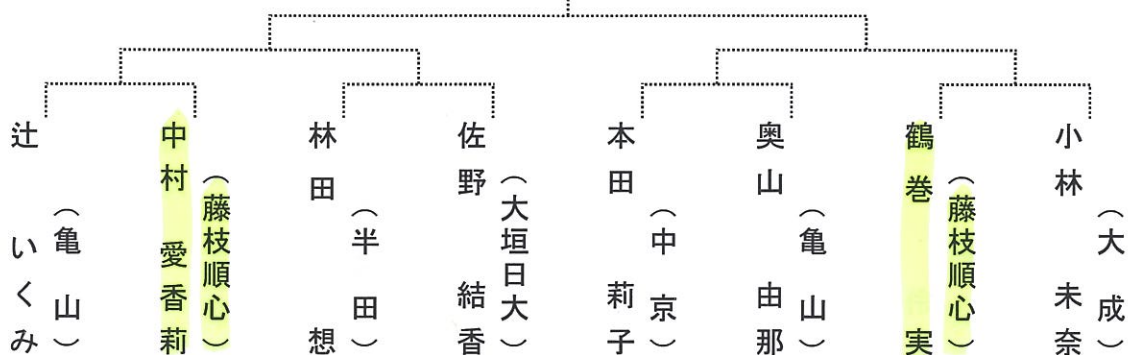 辻 いくみ
（亀山）
中村 愛香莉
（藤枝順心）
林田 想
（半田）
佐野 結香
（大垣日大）
本田 莉子
（中京）
奥山 由那
（亀山）
鶴巻 実
（藤枝順心）
小林 未奈
（大成）